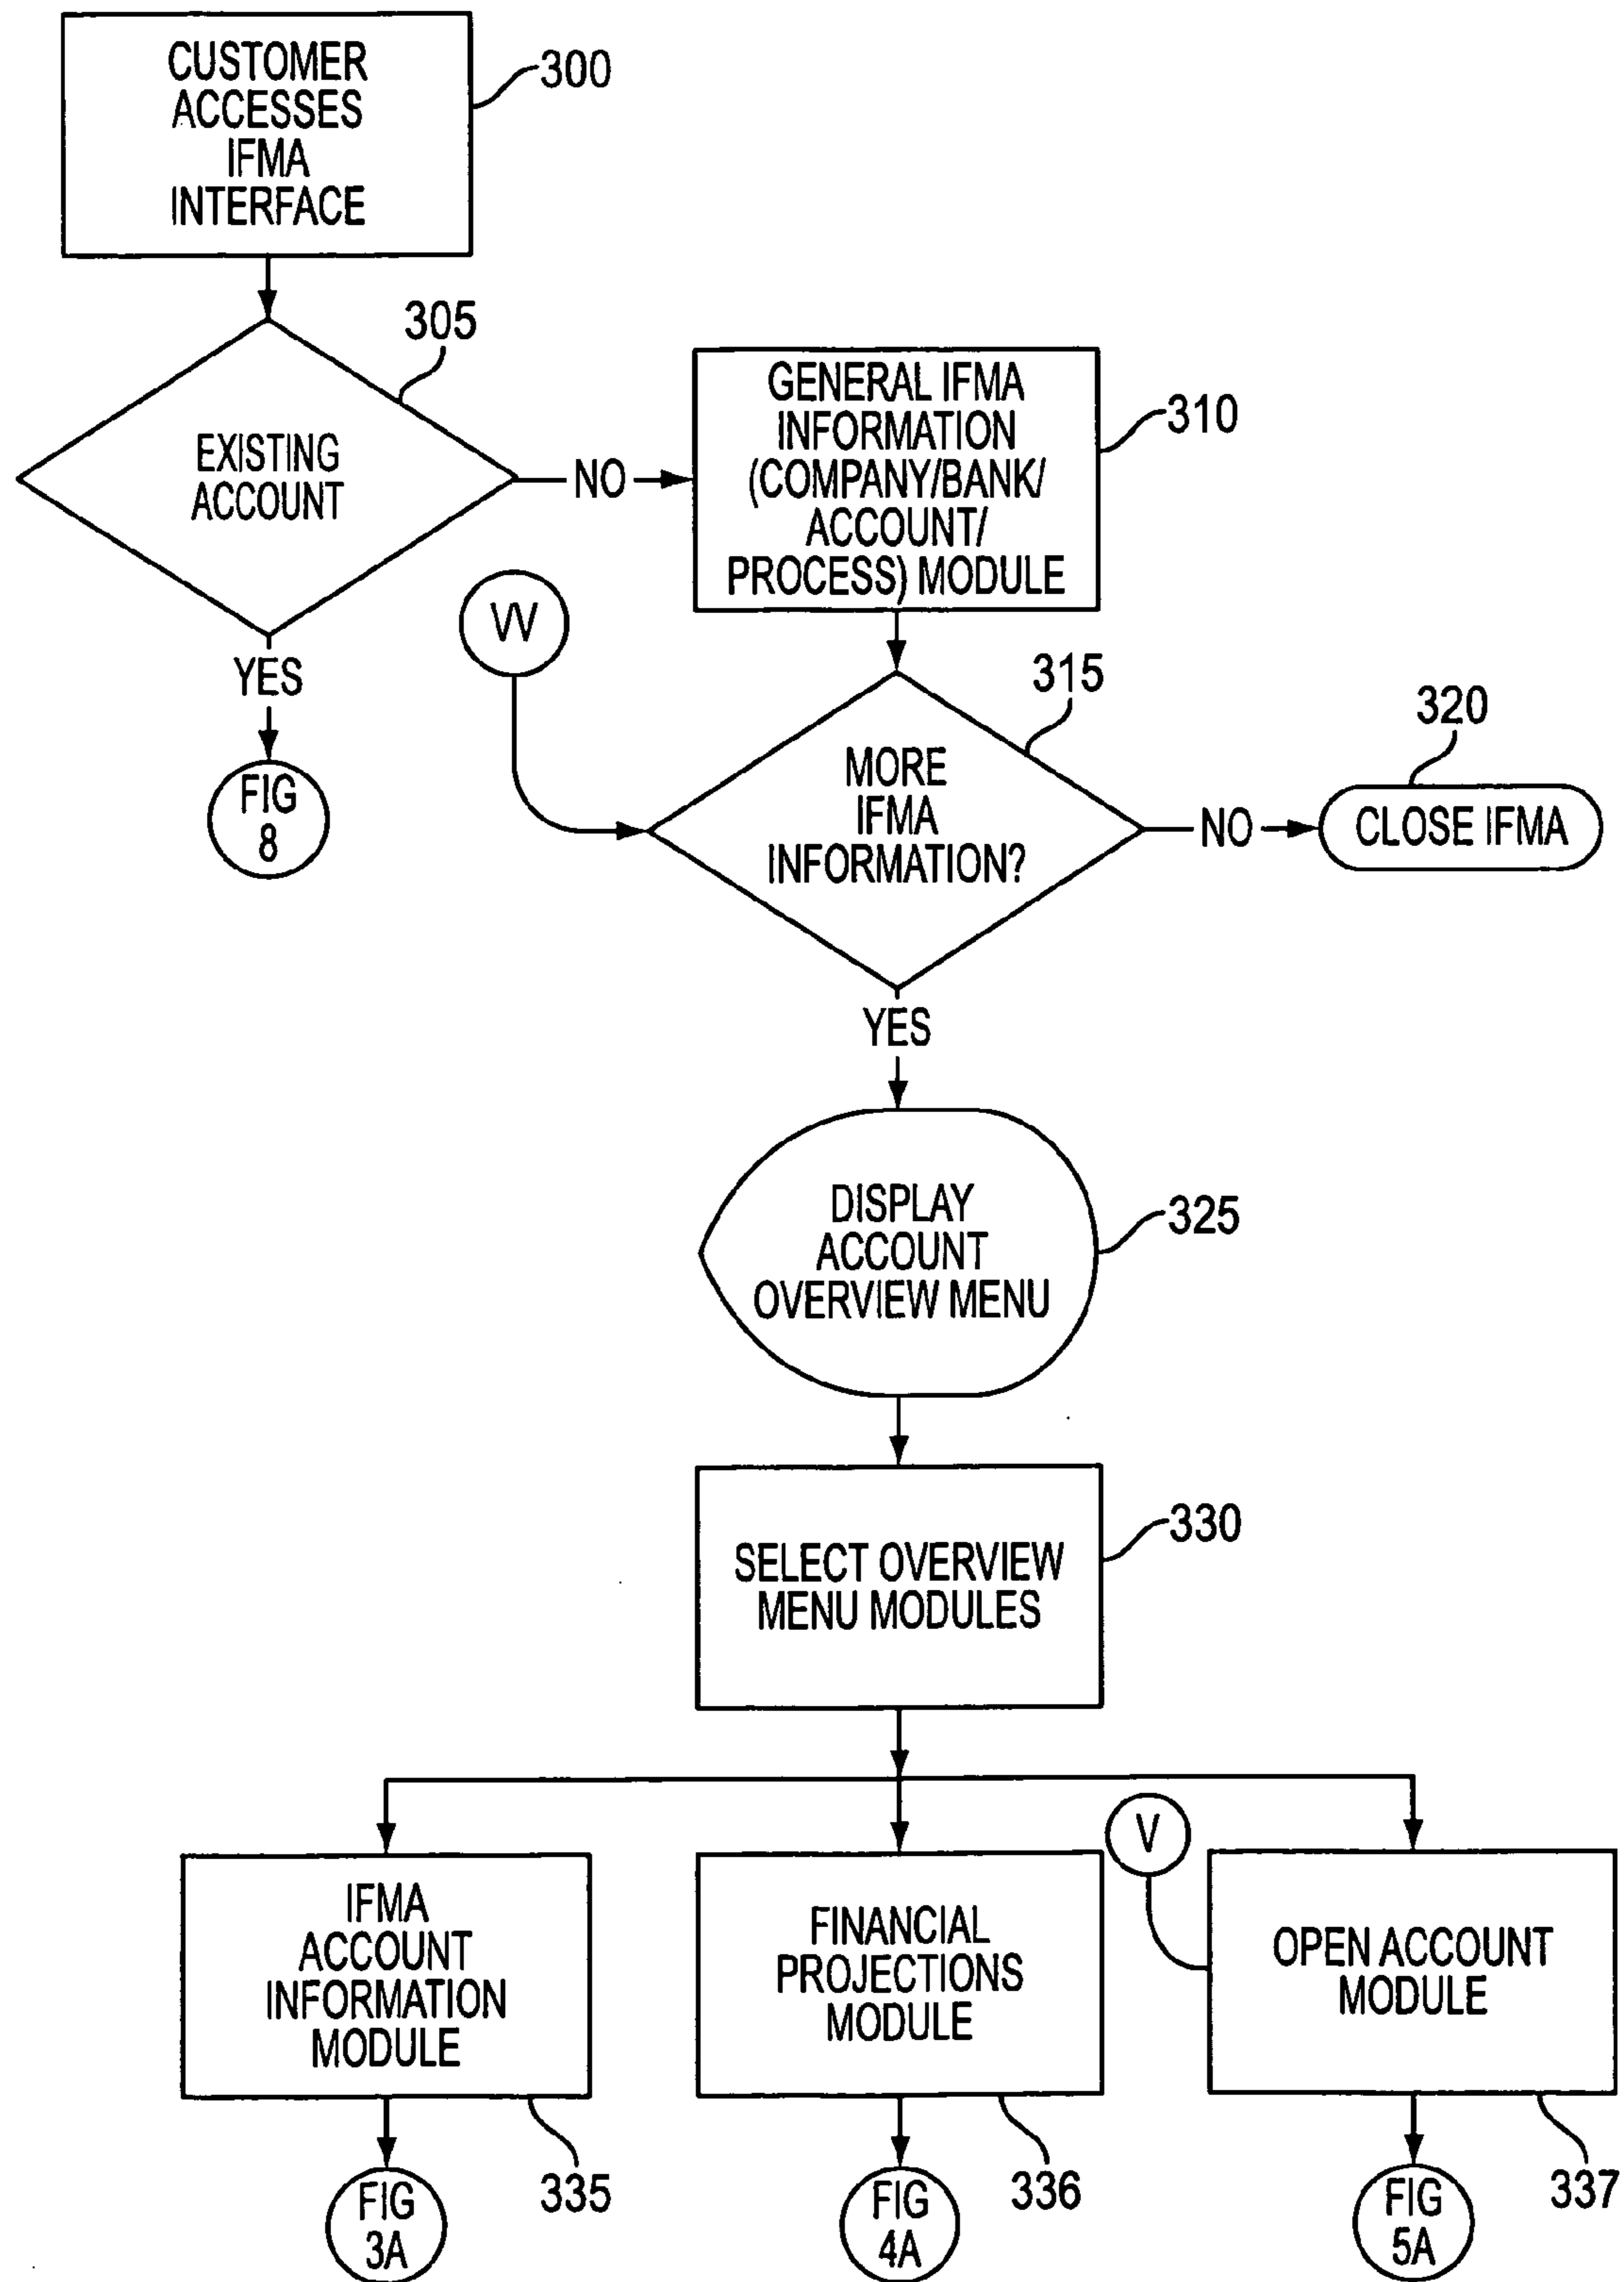 CUSTOMER
ACCESSES
IFMA
INTERFACE
300
305
EXISTING
ACCOUNT
NO
GENERAL IFMA
INFORMATION
(COMPANY/BANK/
ACCOUNT/
PROCESS) MODULE
310
YES
FIG
8
VV
315
MORE
IFMA
INFORMATION?
NO
320
CLOSE IFMA
YES
DISPLAY
ACCOUNT
OVERVIEW MENU
325
SELECT OVERVIEW
MENU MODULES
330
IFMA
ACCOUNT
INFORMATION
MODULE
335
FIG
3A
FINANCIAL
PROJECTIONS
MODULE
336
FIG
4A
V
OPEN ACCOUNT
MODULE
337
FIG
5A